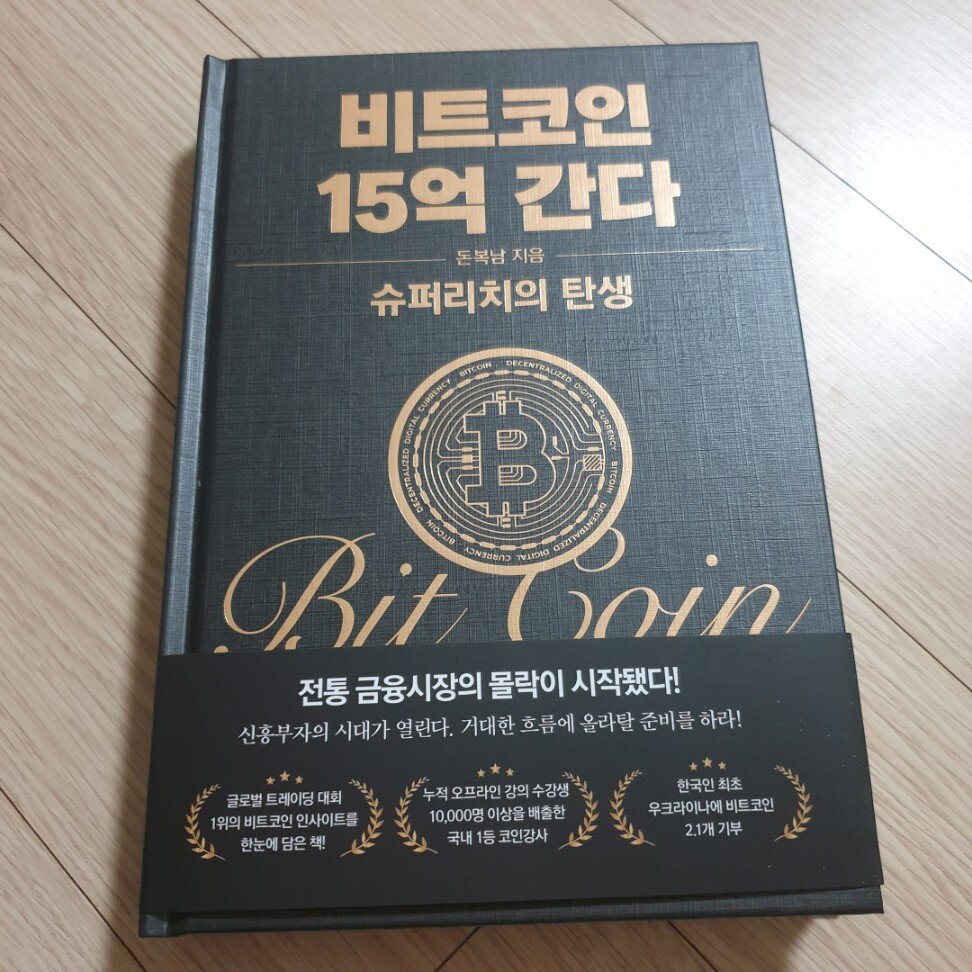 비트코인
15억 간다
돈복남 지음
슈퍼리치의 탄생
BITCOIN · DECENTRALIZED DIGITAL CURRENCY · BITCOIN · DECENTRALIZED DIGITAL CURRENCY · BITCOIN · DECENTRALIZED DIGITAL CURRENCY ·
B
Bit Coin
전통 금융시장의 몰락이 시작됐다!
신흥부자의 시대가 열린다. 거대한 흐름에 올라탈 준비를 하라!
글로벌 트레이딩 대회
1위의 비트코인 인사이트를
한눈에 담은 책!
누적 오프라인 강의 수강생
10,000명 이상을 배출한
국내 1등 코인강사
한국인 최초
우크라이나에 비트코인
2.1개 기부